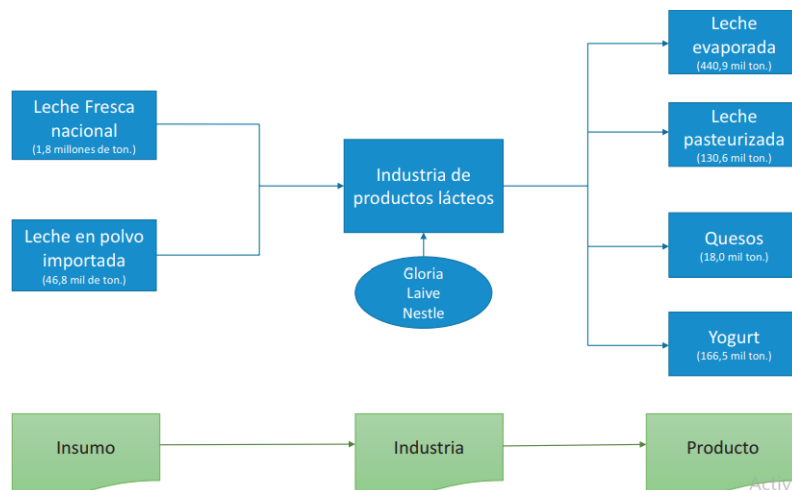 Leche Fresca
nacional
(1,8 millones de ton.)
Leche en polvo
importada
(46,8 mil de ton.)
Industria de
productos lácteos
Gloria
Laive
Nestle
Leche
evaporada
(440,9 mil ton.)
Leche
pasteurizada
(130,6 mil ton.)
Quesos
(18,0 mil ton.)
Yogurt
(166,5 mil ton.)
Insumo
Industria
Producto
Activ